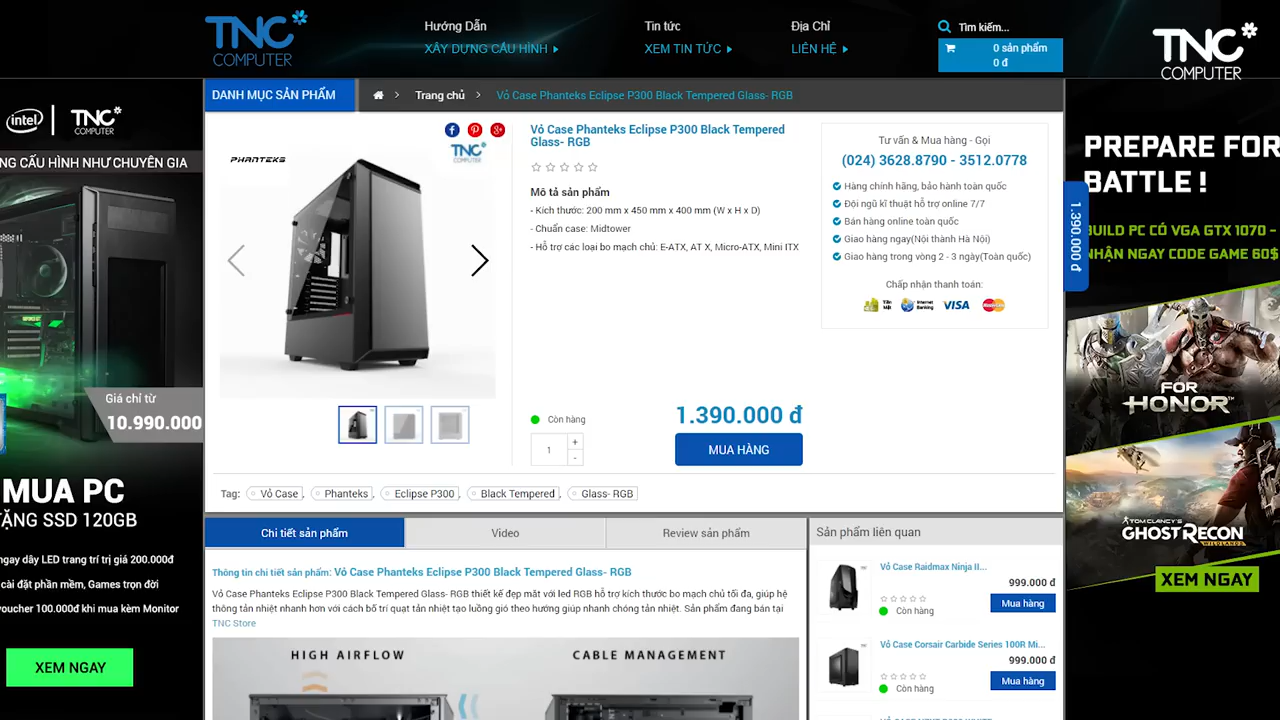 TNC
COMPUTER
Hướng Dẫn
XÂY DỰNG CẤU HÌNH
Tin tức
XEM TIN TỨC
Địa Chỉ
LIÊN HỆ
Tìm kiếm...
0 sản phẩm
0 đ
TNC
COMPUTER
DANH MỤC SẢN PHẨM
Trang chủ
Vỏ Case Phanteks Eclipse P300 Black Tempered Glass- RGB
intel
TNC
COMPUTER
NG CẤU HÌNH NHƯ CHUYÊN GIA
Giá chỉ từ
10.990.000
MUA PC
TẶNG SSD 120GB
ngay dây LED trang trí trị giá 200.000đ
cài đặt phần mềm, Games trọn đời
voucher 100.000đ khi mua kèm Monitor
XEM NGAY
PHANTEKS
TNC
COMPUTER
Vỏ Case Phanteks Eclipse P300 Black Tempered
Glass- RGB
Mô tả sản phẩm
- Kích thước: 200 mm x 450 mm x 400 mm (W x H x D)
- Chuẩn case: Midtower
- Hỗ trợ các loại bo mạch chủ: E-ATX, AT X, Micro-ATX, Mini ITX
Còn hàng
1.390.000 đ
1
+
-
MUA HÀNG
Tư vấn & Mua hàng - Gọi
(024) 3628.8790 - 3512.0778
Hàng chính hãng, bảo hành toàn quốc
Đội ngũ kĩ thuật hỗ trợ online 7/7
Bán hàng online toàn quốc
Giao hàng ngay(Nội thành Hà Nội)
Giao hàng trong vòng 2 - 3 ngày(Toàn quốc)
Chấp nhận thanh toán:
Tiền Mặt
Internet Banking
VISA
MasterCard
1.390.000 đ
PREPARE FOR
BATTLE !
BUILD PC CÓ VGA GTX 1070 -
NHẬN NGAY CODE GAME 60$
FOR
HONOR
TOM CLANCY'S
GHOST RECON
WILDLANDS
XEM NGAY
Tag:
Vỏ Case ,
Phanteks ,
Eclipse P300 ,
Black Tempered ,
Glass- RGB
Chi tiết sản phẩm
Video
Review sản phẩm
Thông tin chi tiết sản phẩm: Vỏ Case Phanteks Eclipse P300 Black Tempered Glass- RGB
Vỏ Case Phanteks Eclipse P300 Black Tempered Glass- RGB thiết kế đẹp mắt với led RGB hỗ trợ kích thước bo mạch chủ tối đa, giúp hệ
thông tản nhiệt nhanh hơn với cách bố trí quạt tản nhiệt tạo luồng gió theo hướng giúp nhanh chóng tản nhiệt. Sản phẩm đang bán tại
TNC Store
HIGH AIRFLOW
CABLE MANAGEMENT
Sản phẩm liên quan
Vỏ Case Raidmax Ninja II...
999.000 đ
Còn hàng
Mua hàng
Vỏ Case Corsair Carbide Series 100R Mi...
999.000 đ
Còn hàng
Mua hàng